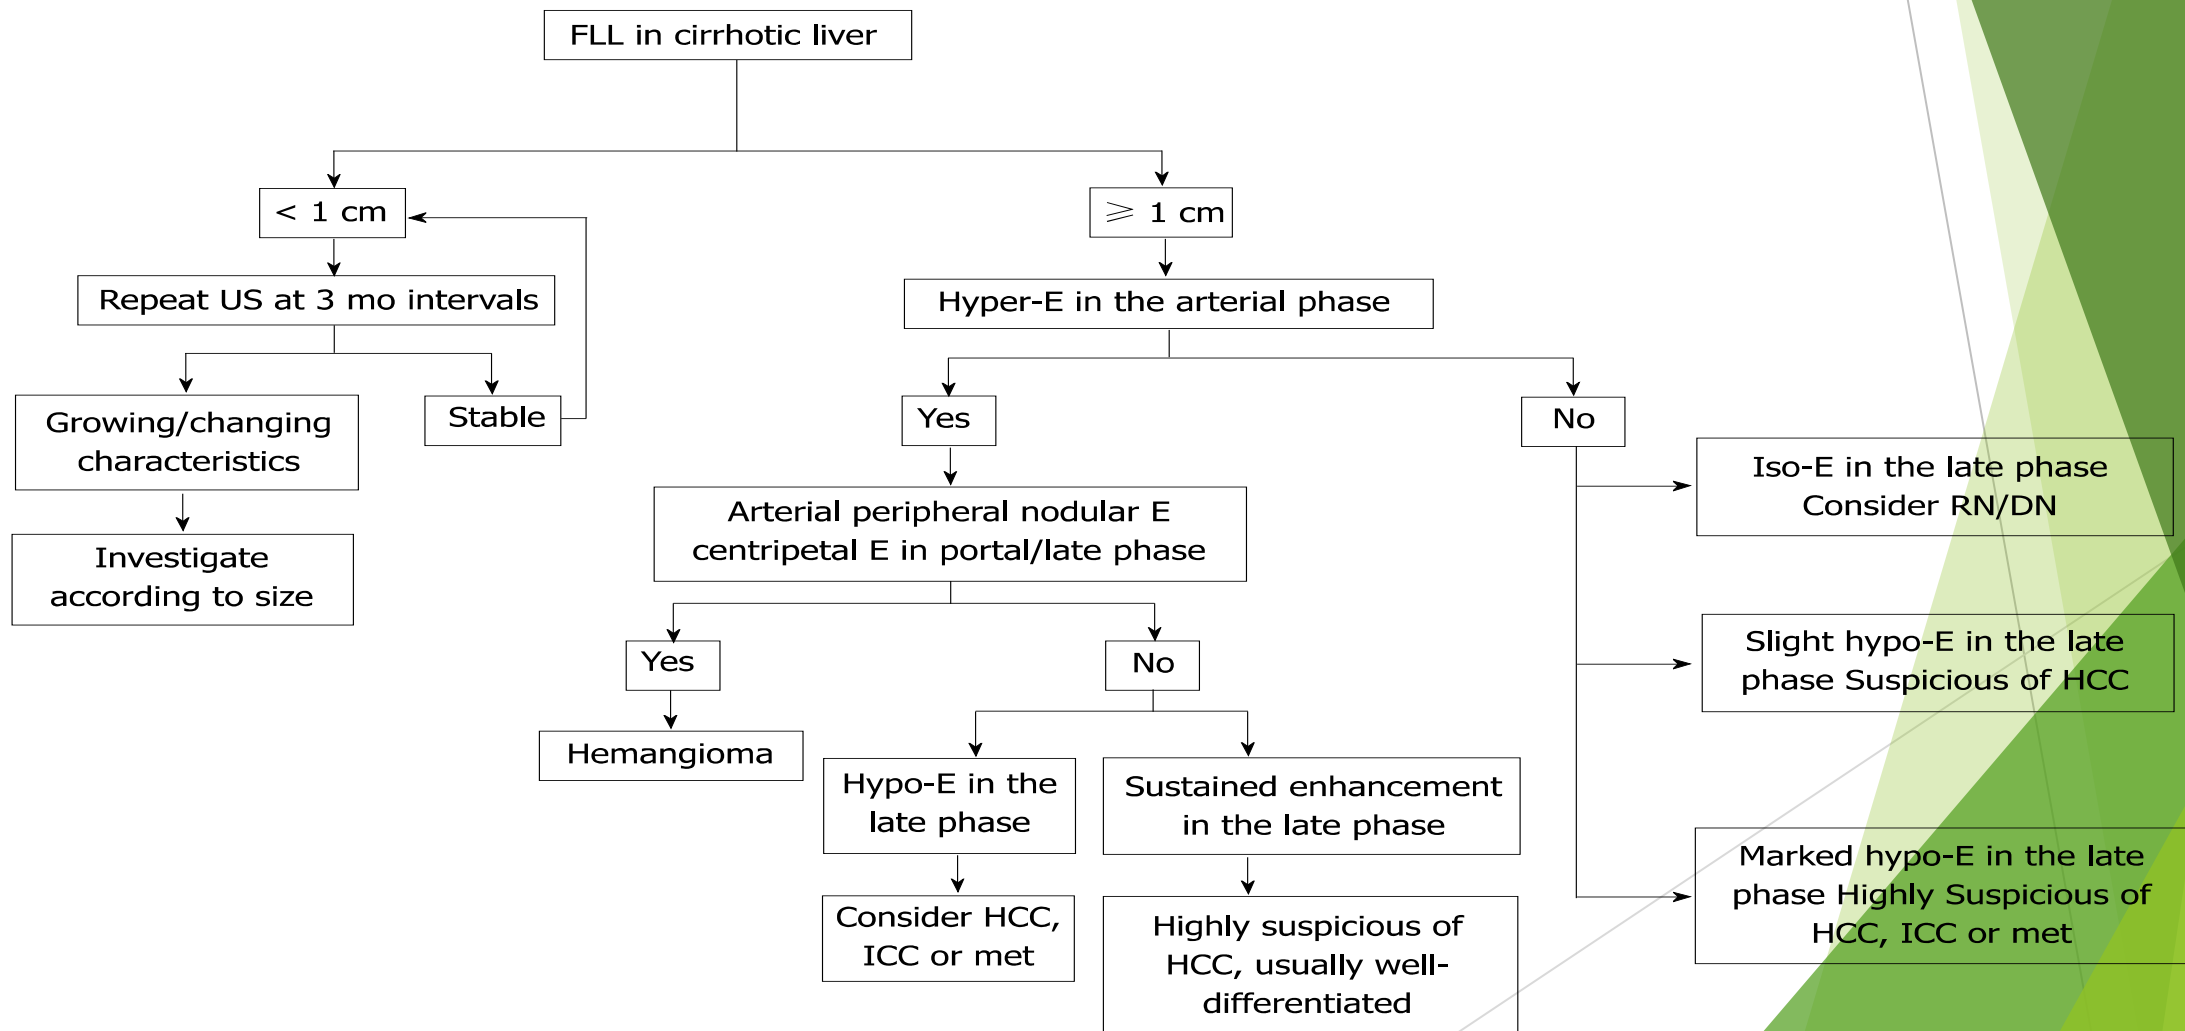 FLL in cirrhotic liver
< 1 cm
≥ 1 cm
Repeat US at 3 mo intervals
Hyper-E in the arterial phase
Growing/changing
characteristics
Stable
Yes
No
Investigate
according to size
Arterial peripheral nodular E
centripetal E in portal/late phase
Iso-E in the late phase
Consider RN/DN
Yes
No
Slight hypo-E in the late
phase Suspicious of HCC
Hemangioma
Hypo-E in the
late phase
Sustained enhancement
in the late phase
Marked hypo-E in the late
phase Highly Suspicious of
HCC, ICC or met
Consider HCC,
ICC or met
Highly suspicious of
HCC, usually well-
differentiated